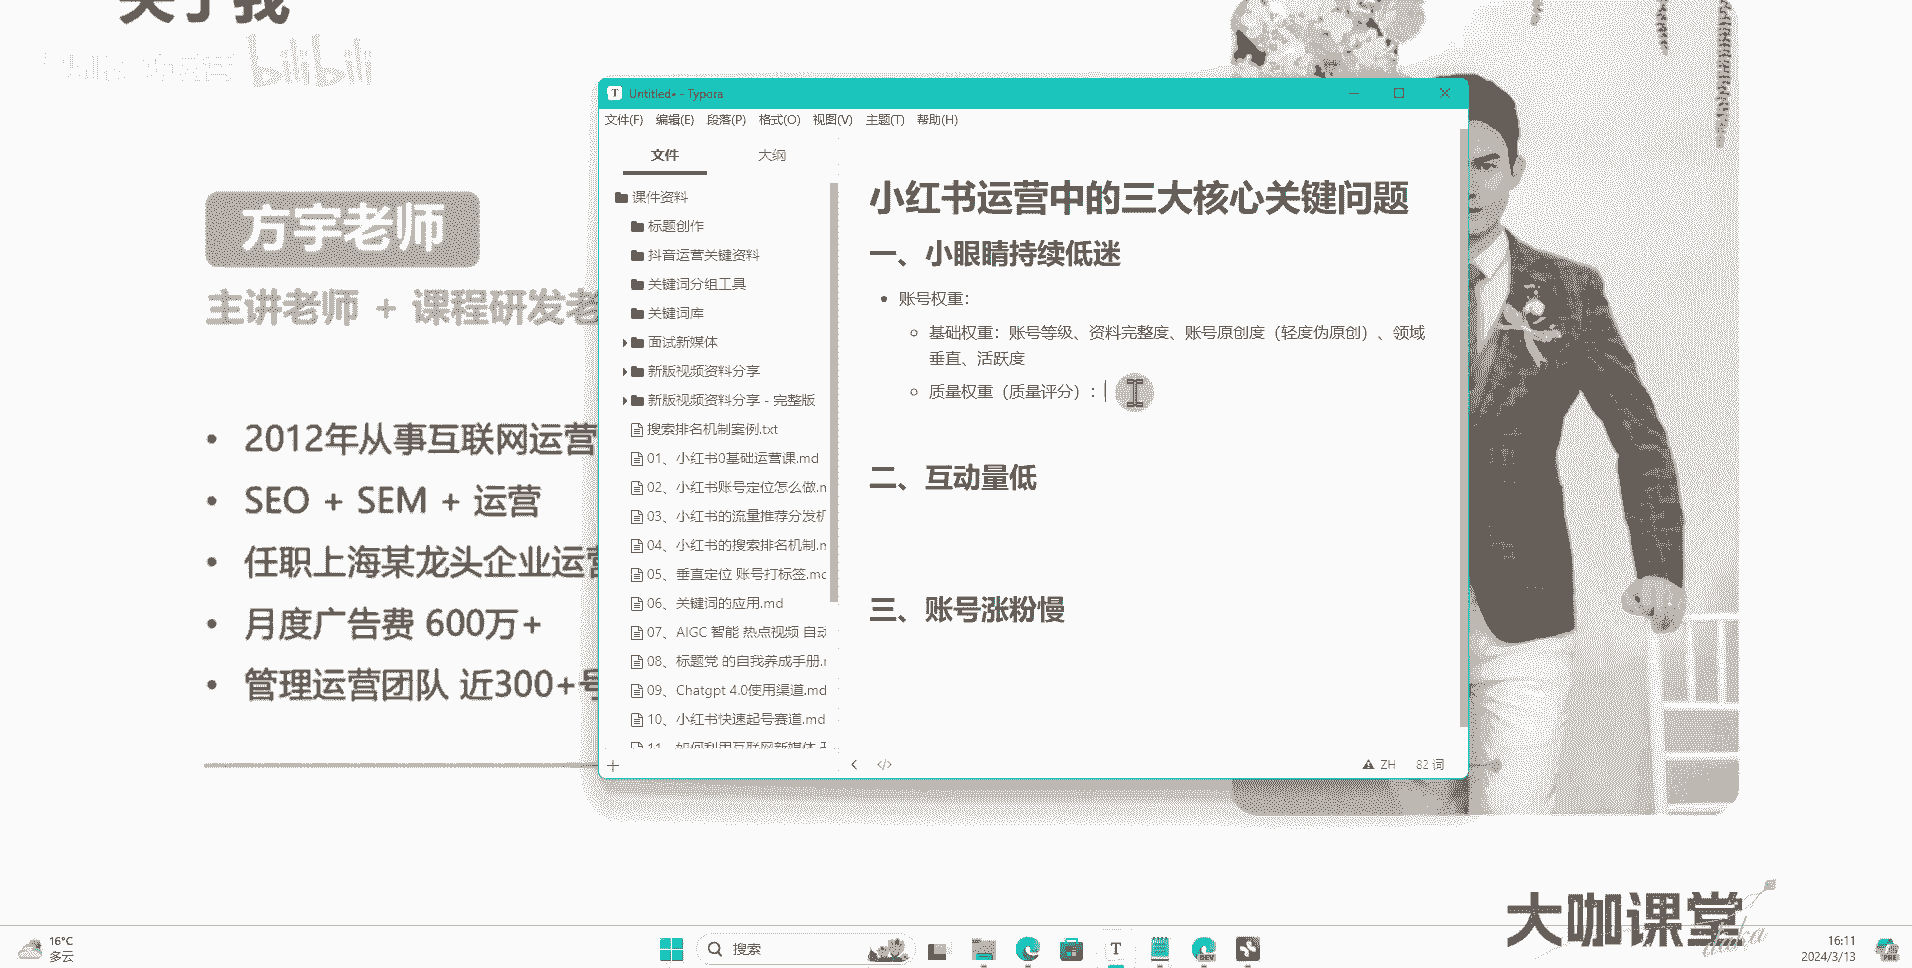 关于我
bilibili
方宇老师
主讲老师 + 课程研发老
2012年从事互联网运营
SEO + SEM + 运营
任职上海某龙头企业运营
月度广告费 600万+
管理运营团队 近300+号
Untitled• - Typora
文件(F) 编辑(E) 段落(P) 格式(O) 视图(V) 主题(T) 帮助(H)
文件 大纲
课件资料
标题创作
抖音运营关键资料
关键词分组工具
关键词库
面试新媒体
新版视频资料分享
新版视频资料分享 - 完整版
搜索排名机制案例.txt
01、小红书0基础运营课.md
02、小红书账号定位怎么做.m
03、小红书的流量推荐分发机
04、小红书的搜索排名机制.m
05、垂直定位 账号打标签.md
06、关键词的应用.md
07、AIGC 智能 热点视频 自动
08、标题党 的自我养成手册.m
09、Chatgpt 4.0使用渠道.md
10、小红书快速起号赛道.md
11、如何利用互联网新媒体
小红书运营中的三大核心关键问题
一、小眼睛持续低迷
账号权重：
基础权重：账号等级、资料完整度、账号原创度（轻度伪原创）、领域
垂直、活跃度
质量权重（质量评分）：
二、互动量低
三、账号涨粉慢
ZH 82 词
大咖课堂
daka
16°C
多云
搜索
DEV
16:11
2024/3/13
PRE